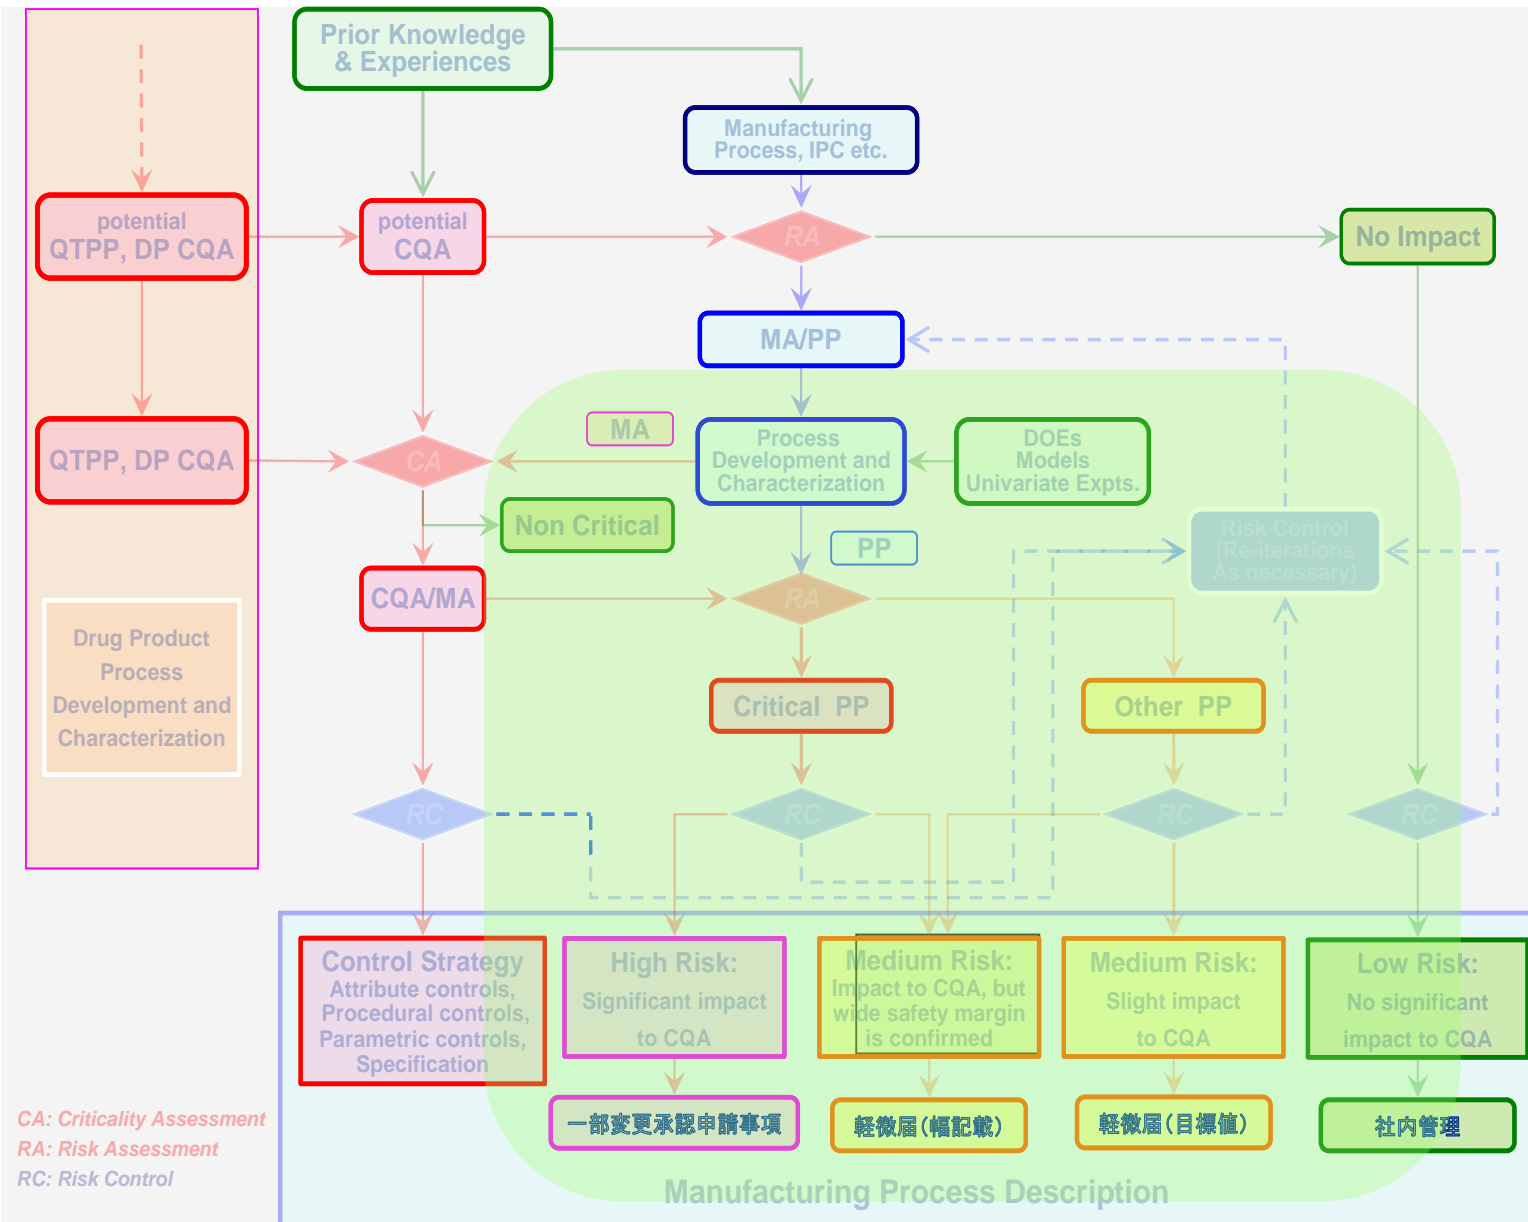 Prior Knowledge
& Experiences
Manufacturing
Process, IPC etc.
potential
QTPP, DP CQA
potential
CQA
RA
No Impact
MA/PP
MA
Process
Development and
Characterization
DOEs
Models
Univariate Expts.
QTPP, DP CQA
CA
Non Critical
PP
Risk Control
(Re-iterations
As necessary)
CQA/MA
RA
Drug Product
Process
Development and
Characterization
Critical PP
Other PP
RC
RC
RC
RC
Control Strategy
Attribute controls,
Procedural controls,
Parametric controls,
Specification
High Risk:
Significant impact
to CQA
Medium Risk:
Impact to CQA, but
wide safety margin
is confirmed
Medium Risk:
Slight impact
to CQA
Low Risk:
No significant
impact to CQA
一部変更承認申請事項
軽微届(幅記載)
軽微届(目標値)
社内管理
CA: Criticality Assessment
RA: Risk Assessment
RC: Risk Control
Manufacturing Process Description